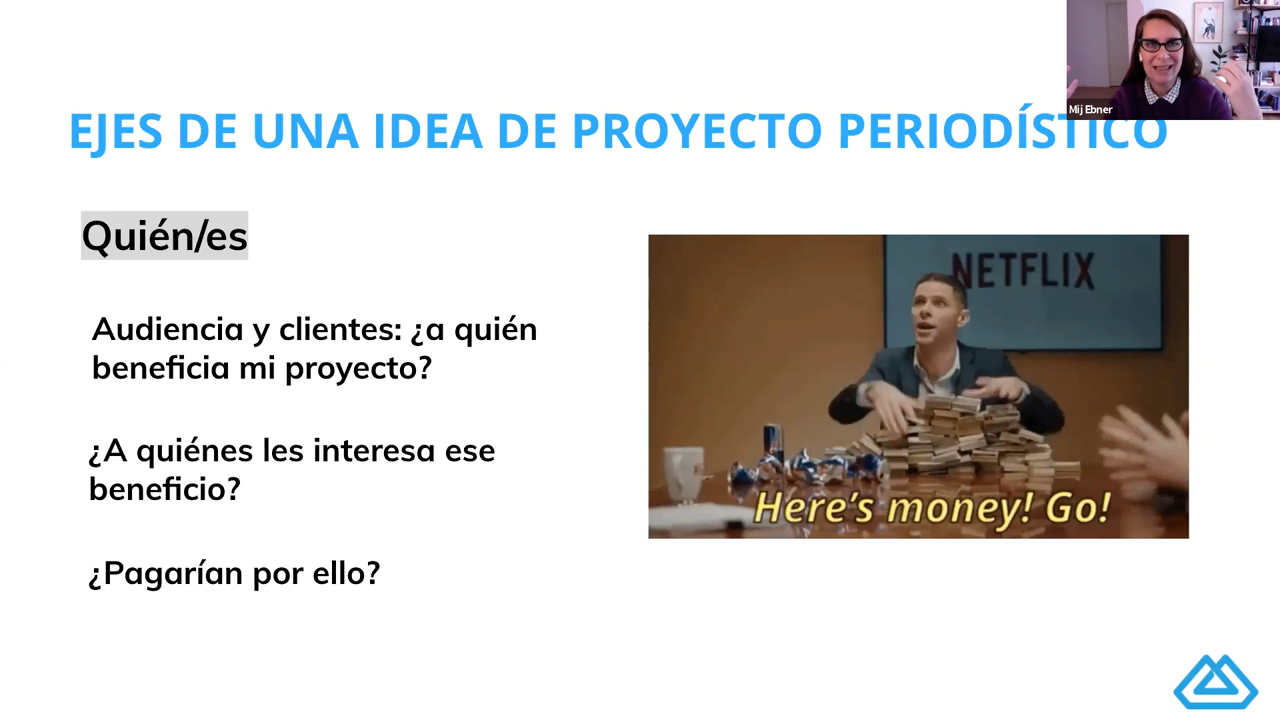 Mij Ebner
EJES DE UNA IDEA DE PROYECTO PERIODÍSTICO
Quién/es
Audiencia y clientes: ¿a quién
beneficia mi proyecto?
¿A quiénes les interesa ese
beneficio?
¿Pagarían por ello?
NETFLIX
Here's money! Go!